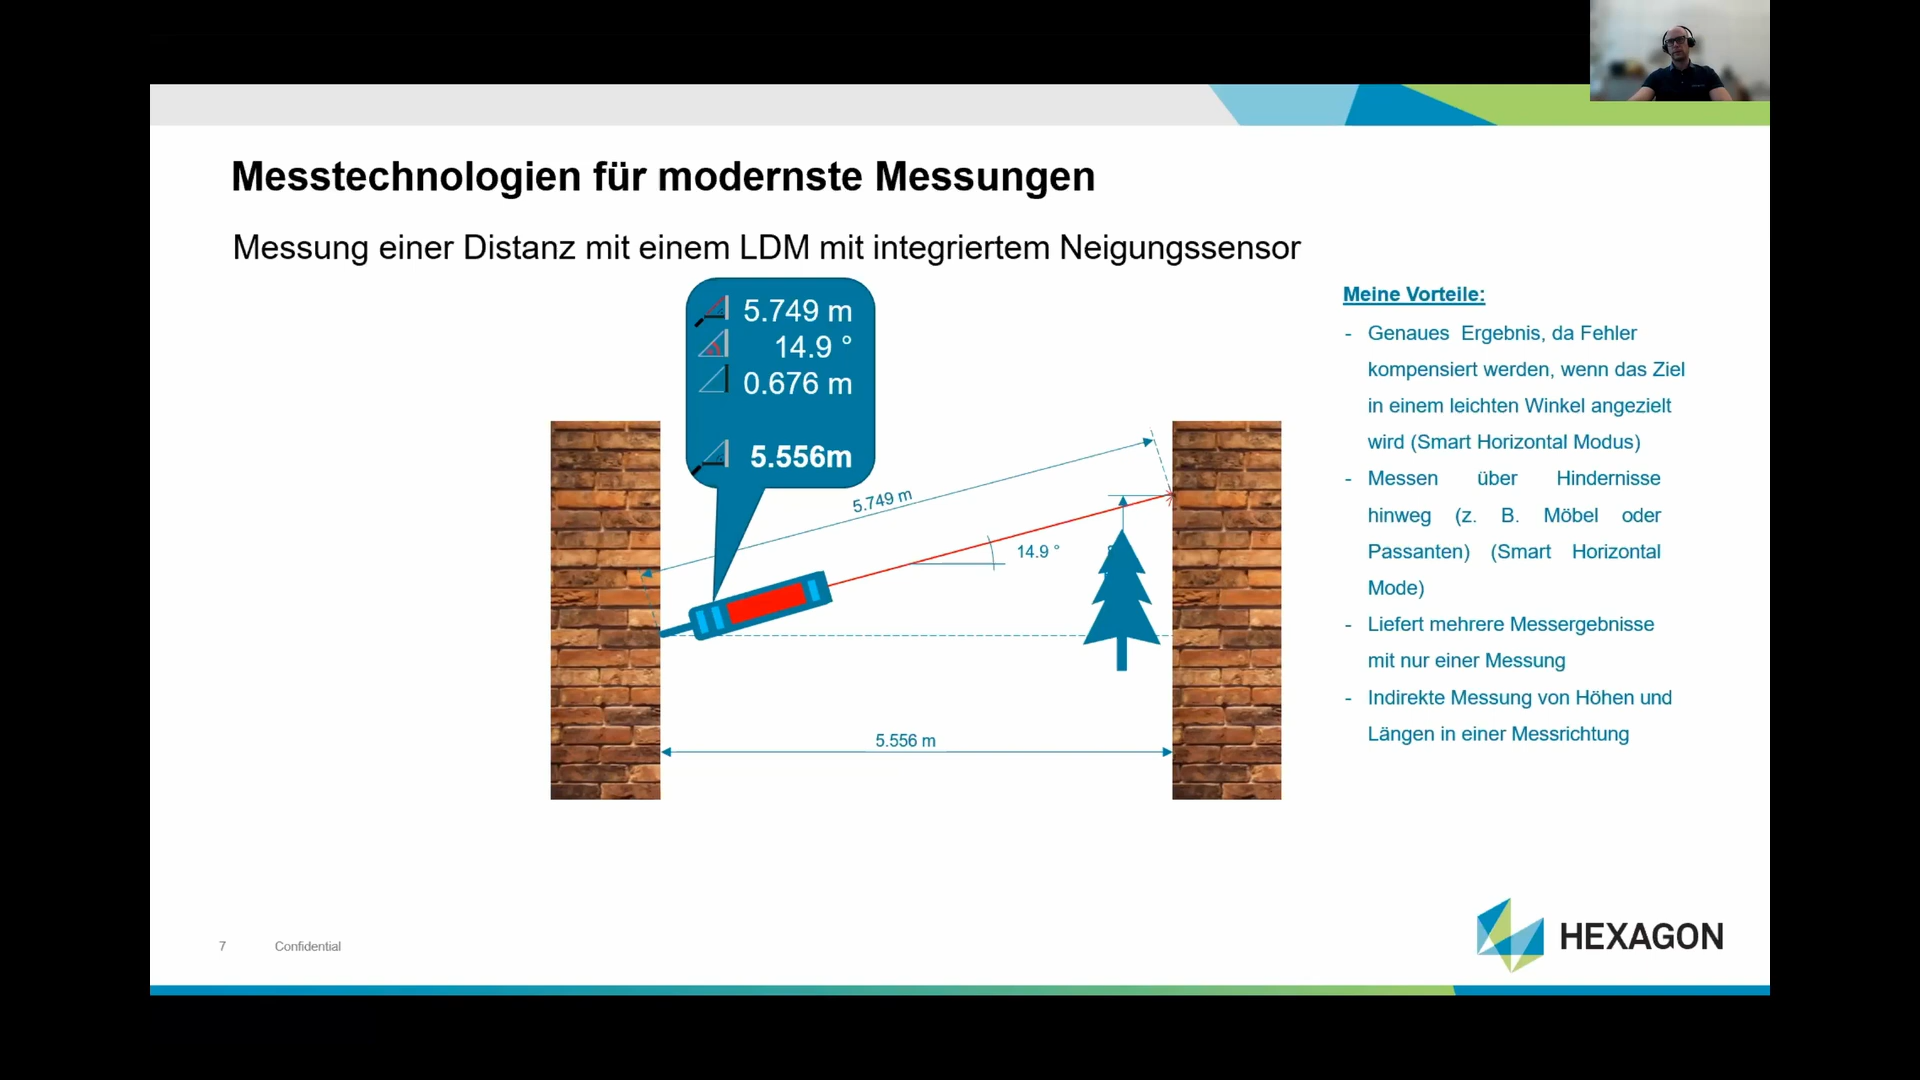 Messtechnologien für modernste Messungen
Messung einer Distanz mit einem LDM mit integriertem Neigungssensor
5.749 m
14.9 °
0.676 m
5.556m
5.749 m
14.9 °
5.556 m
Meine Vorteile:
- Genaues Ergebnis, da Fehler
kompensiert werden, wenn das Ziel
in einem leichten Winkel angezielt
wird (Smart Horizontal Modus)
- Messen über Hindernisse
hinweg (z. B. Möbel oder
Passanten) (Smart Horizontal
Mode)
- Liefert mehrere Messergebnisse
mit nur einer Messung
- Indirekte Messung von Höhen und
Längen in einer Messrichtung
7 Confidential
HEXAGON